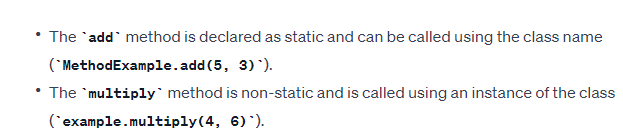 • The `add` method is declared as static and can be called using the class name
(`MethodExample.add(5, 3)`).
• The `multiply` method is non-static and is called using an instance of the class
(`example.multiply(4, 6)`).